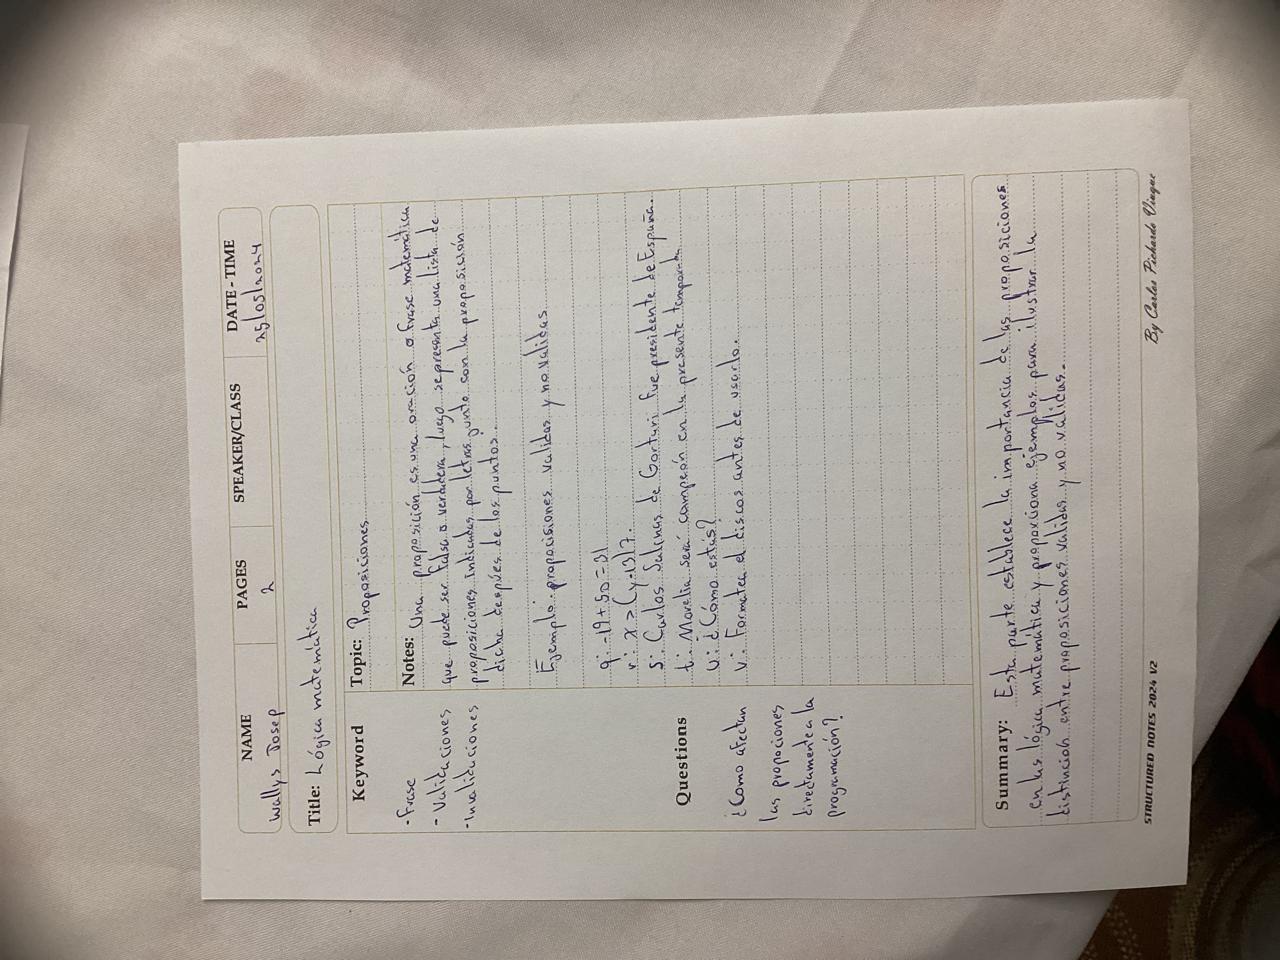 NAME
PAGES
SPEAKER/CLASS
DATE - TIME
Wallys Josep
2
25/05/2024
Title: Lógica matemática
Keyword
- Frase
- Validaciones
- Invalidaciones
Topic: Proposiciones
Notes: Una proposición es una oración o frase matemática
que puede ser falsa o verdadera, luego se presenta una lista de
proposiciones indicadas por letras junto con la proposición
dicha despúes de los puntos:
Ejemplo: propocisiones validas y no validas
q: -19+50=31
r: x > (y-13)7.
s: Carlos Salinas de Gortari fue presidente de España.
t: Morelia será campeón en la presente temporada
u: ¿Cómo estás?
v: Formatea el discos antes de usarlo.
Questions
¿Como afectan
las propociones
directamente a la
programación?
Summary: Esta parte establece la importancia de las proposiciones
en las lógica matemática y proporciona ejemplos para ilustrar la
distincion entre proposiciones validas y no validas.
STRUCTURED NOTES 2024 V2
By Carlos Pichardo Viuque